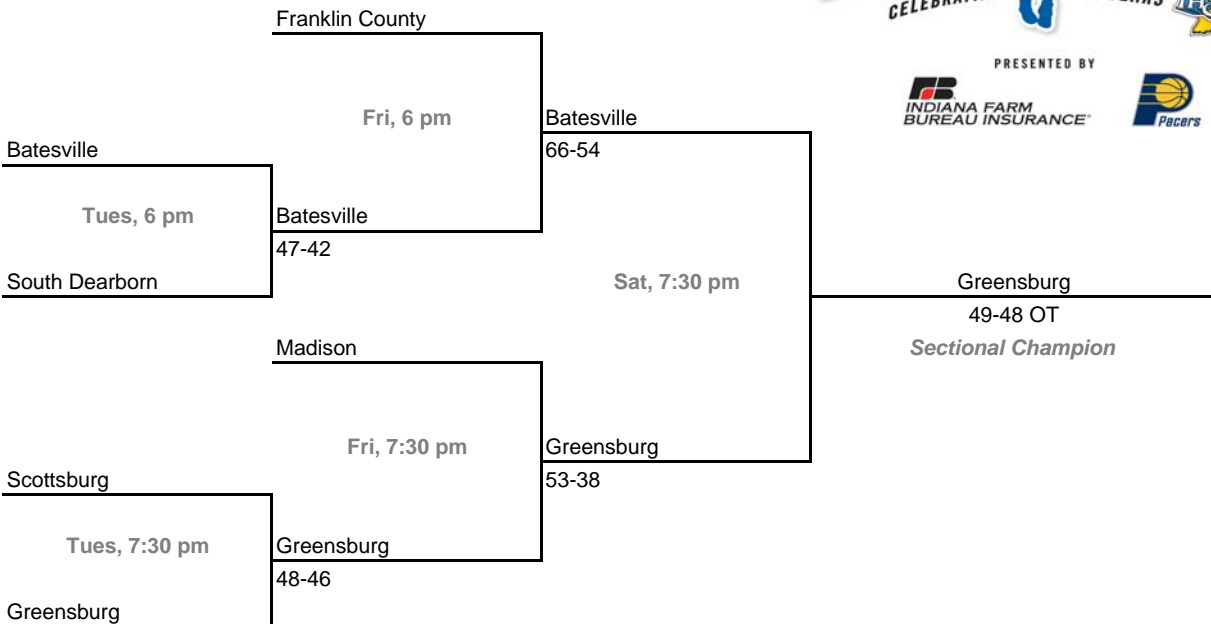 Franklin County
PRESENTED BY
INDIANA FARM
BUREAU INSURANCE
Pacers
Fri, 6 pm
Batesville
66-54
Batesville
Tues, 6 pm
Batesville
47-42
South Dearborn
Sat, 7:30 pm
Greensburg
49-48 OT
Sectional Champion
Madison
Fri, 7:30 pm
Greensburg
53-38
Scottsburg
Tues, 7:30 pm
Greensburg
48-46
Greensburg